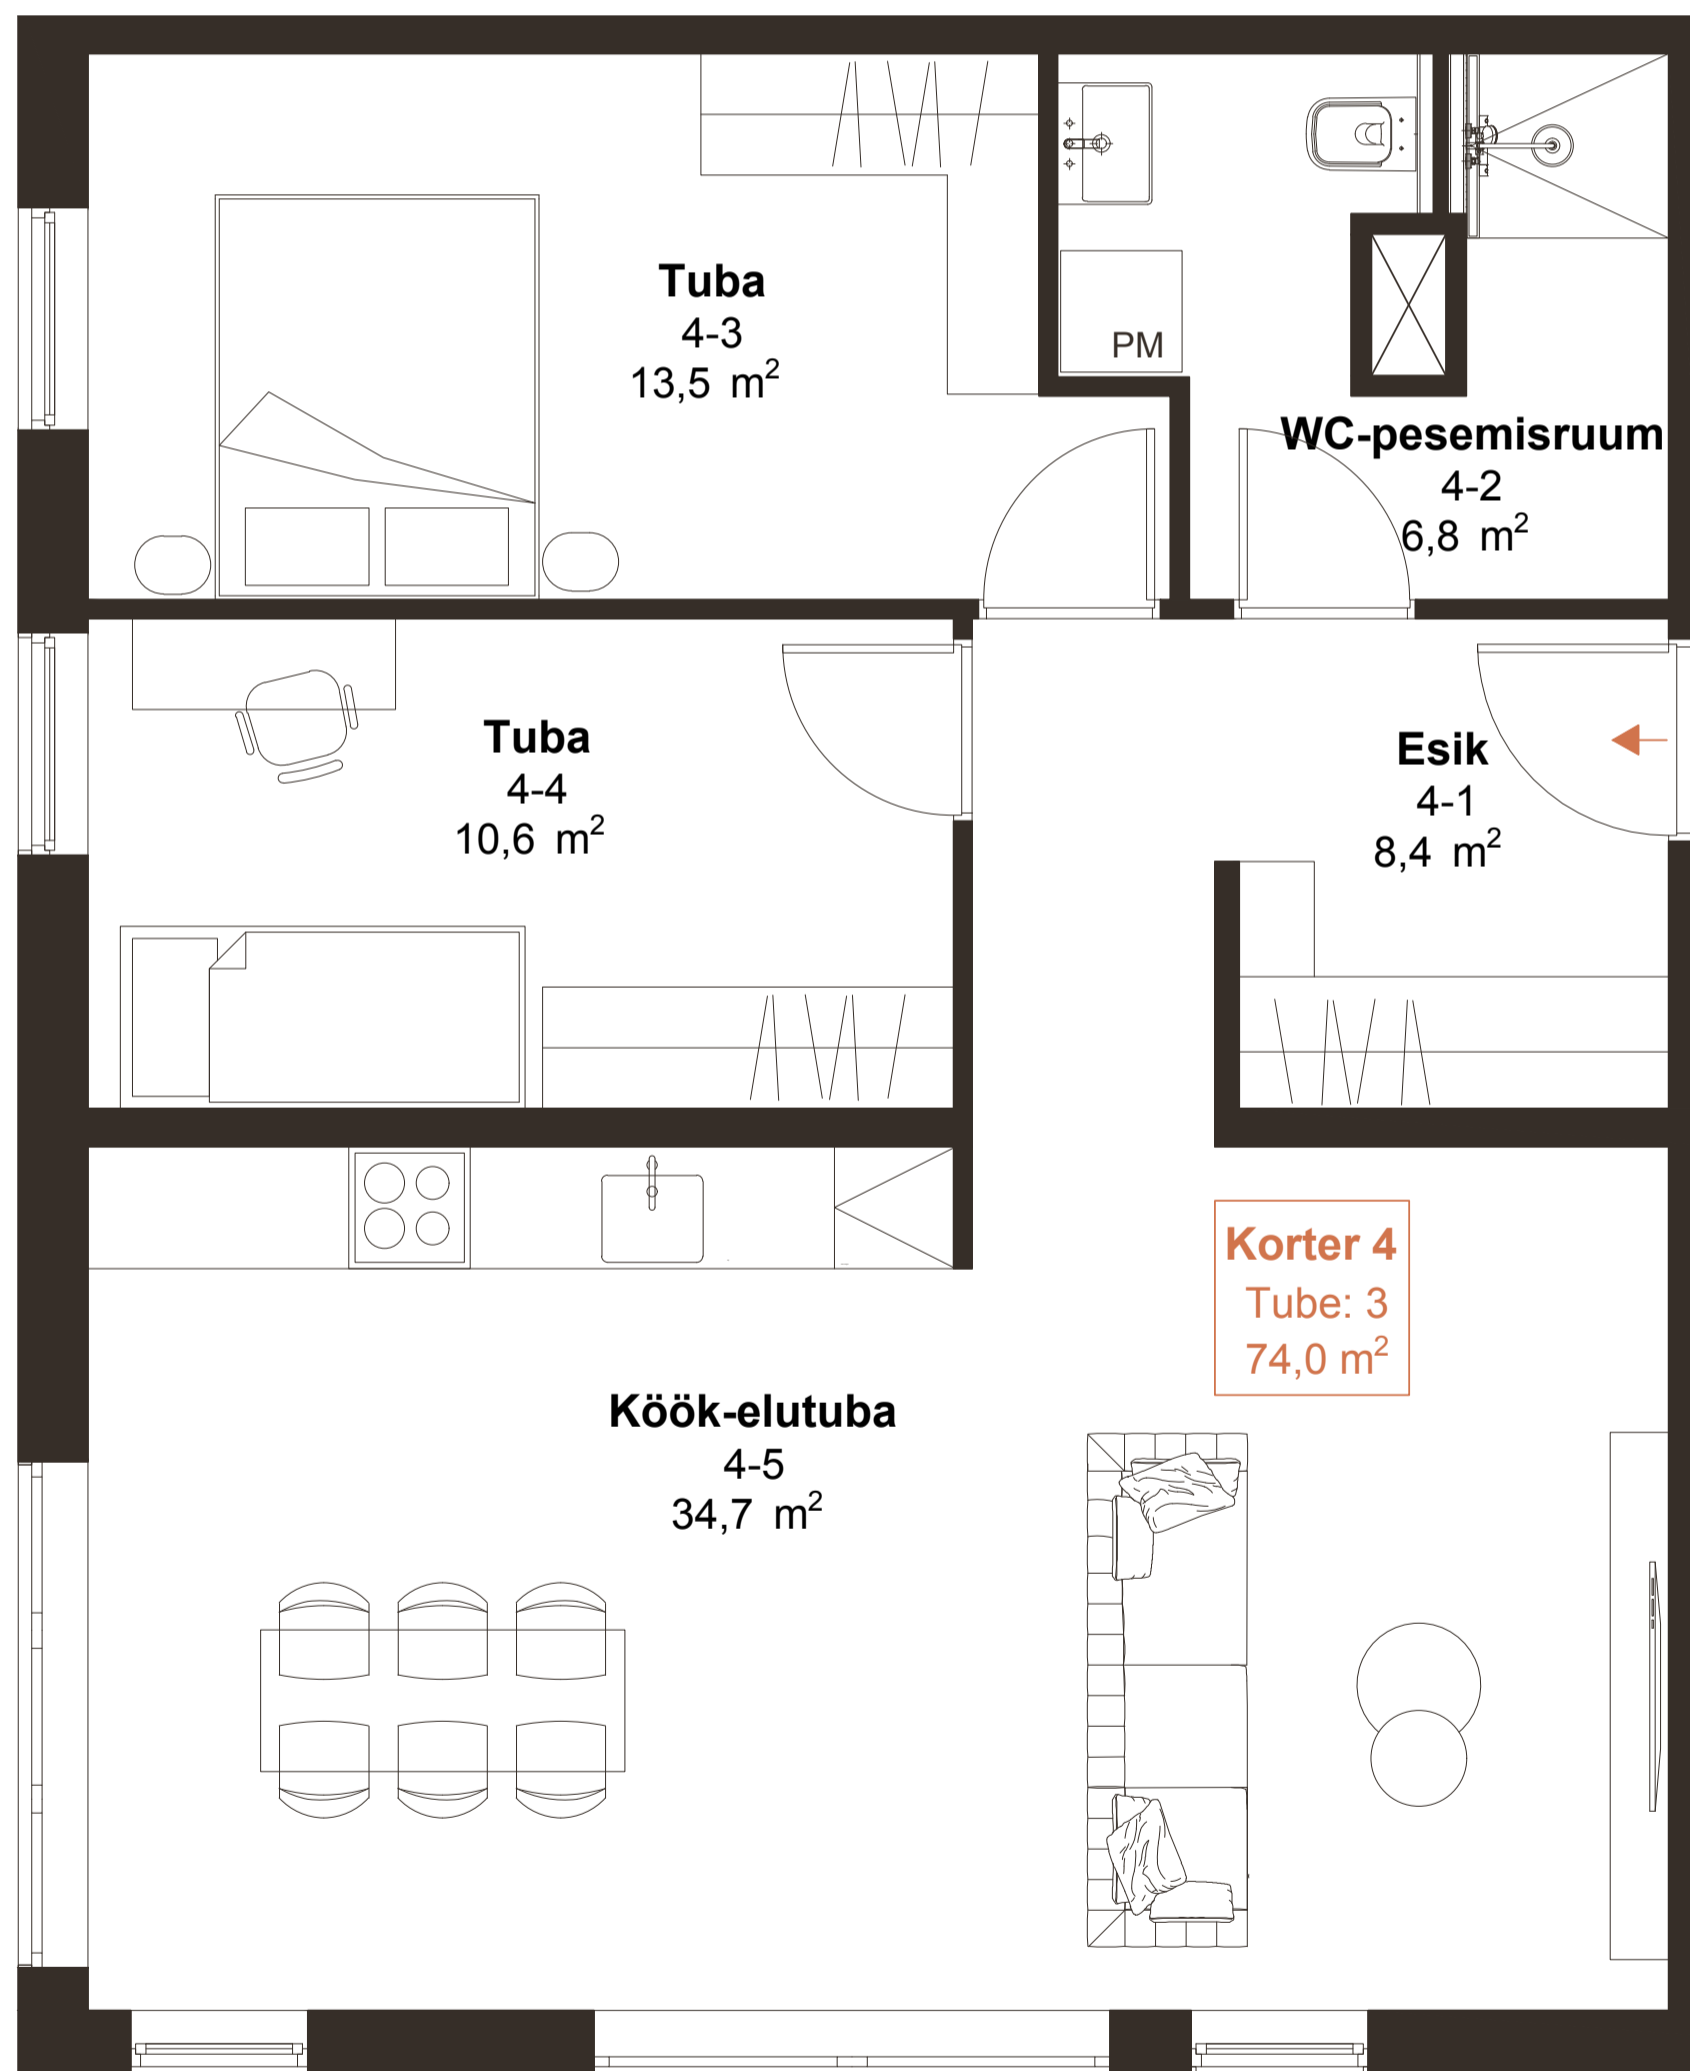 Tuba
4-3
13,5 m²
PM
WC-pesemisruum
4-2
6,8 m²
Tuba
4-4
10,6 m²
Esik
4-1
8,4 m²
Korter 4
Tube: 3
74,0 m²
Köök-elutuba
4-5
34,7 m²